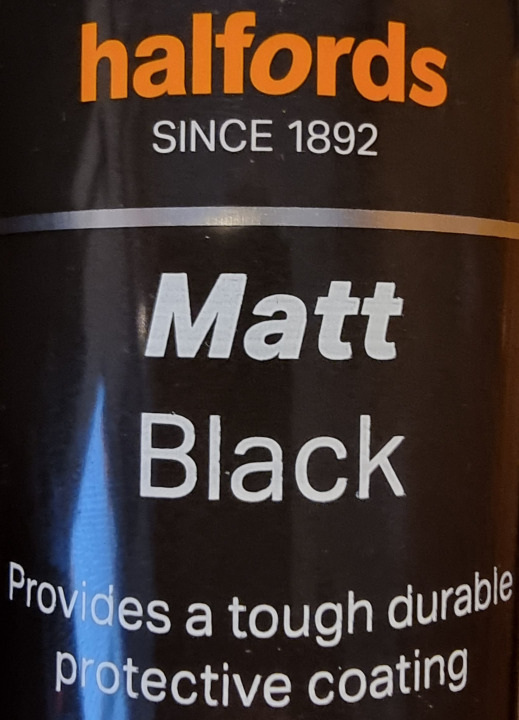 halfords
SINCE 1892
Matt
Black
Provides a tough durable
protective coating